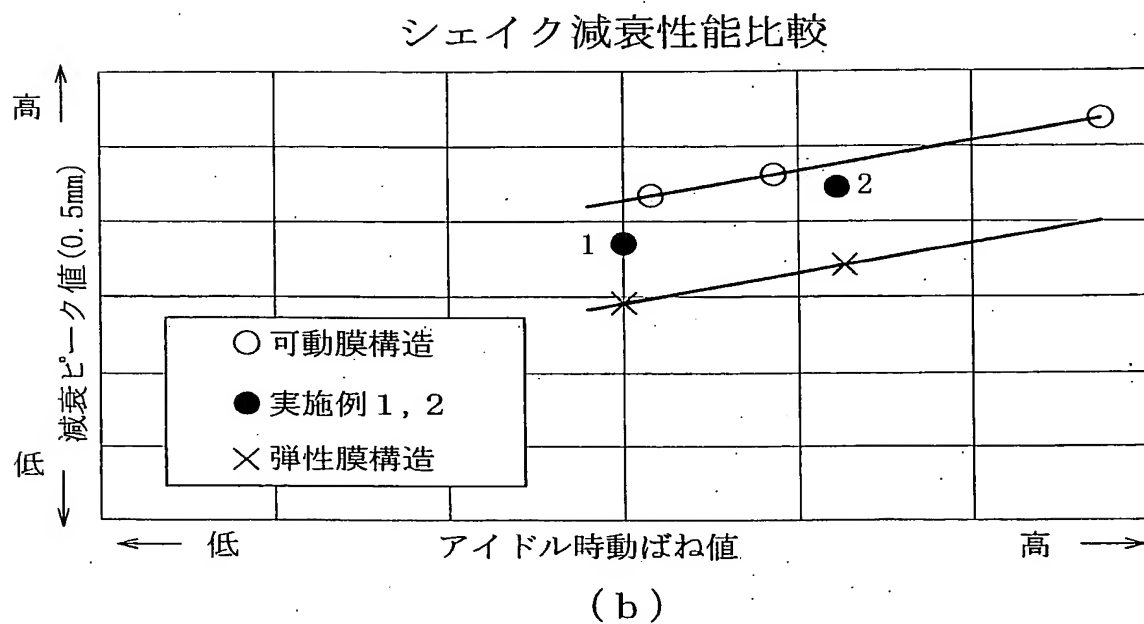 シェイク減衰性能比較
高
減衰ピーク値(0.5mm)
低
1
2
○ 可動膜構造
● 実施例1,2
× 弾性膜構造
← 低 アイドル時動ばね値 高 →
(b)